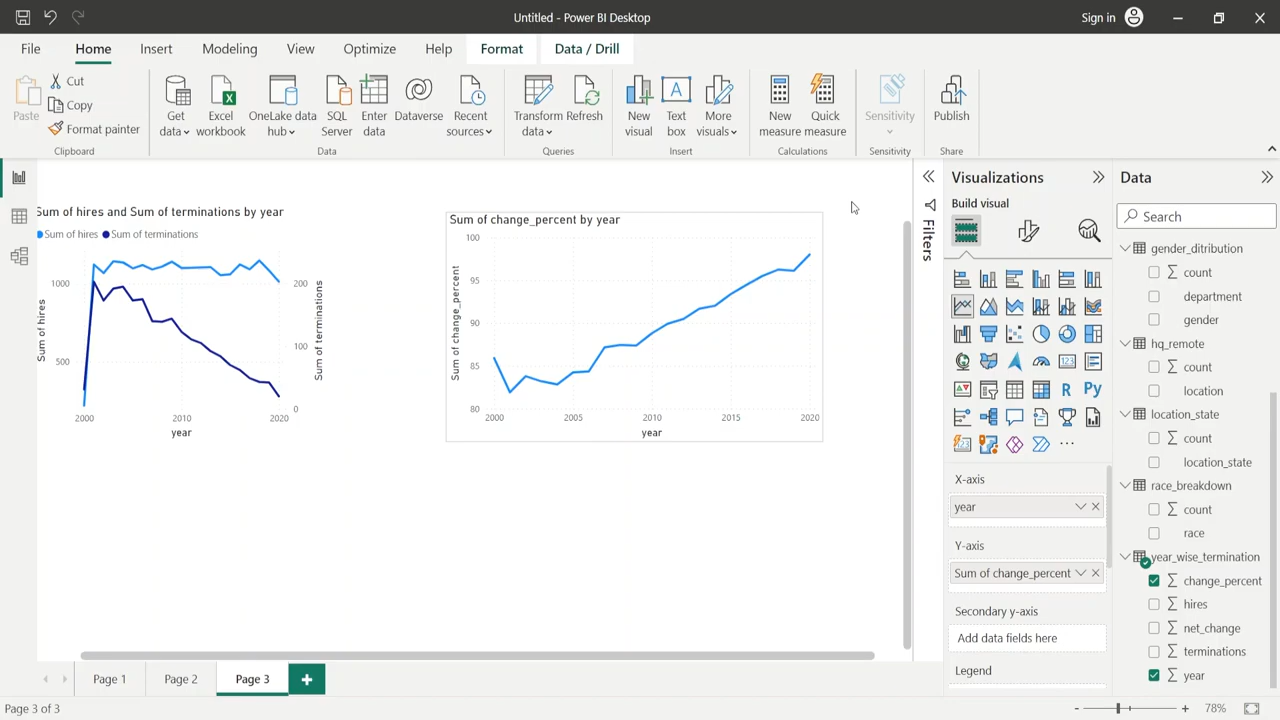 Untitled - Power BI Desktop
Sign in
File
Home
Insert
Modeling
View
Optimize
Help
Format
Data / Drill
Paste
Cut
Copy
Format painter
Clipboard
Get data
Excel workbook
OneLake data hub
SQL Server
Enter data
Dataverse
Recent sources
Data
Transform data
Refresh
Queries
New visual
Text box
More visuals
Insert
New measure
Quick measure
Calculations
Sensitivity
Sensitivity
Publish
Share
Sum of hires and Sum of terminations by year
Sum of hires
Sum of terminations
Sum of hires
1000
500
200
100
0
Sum of terminations
2000
2010
2020
year
Sum of change_percent by year
Sum of change_percent
100
95
90
85
80
2000
2005
2010
2015
2020
year
Filters
Visualizations
Build visual
R
Py
123
X-axis
year
Y-axis
Sum of change_percent
Secondary y-axis
Add data fields here
Legend
Data
Search
gender_ditribution
count
department
gender
hq_remote
count
location
location_state
count
location_state
race_breakdown
count
race
year_wise_termination
change_percent
hires
net_change
terminations
year
Page 1
Page 2
Page 3
Page 3 of 3
78%